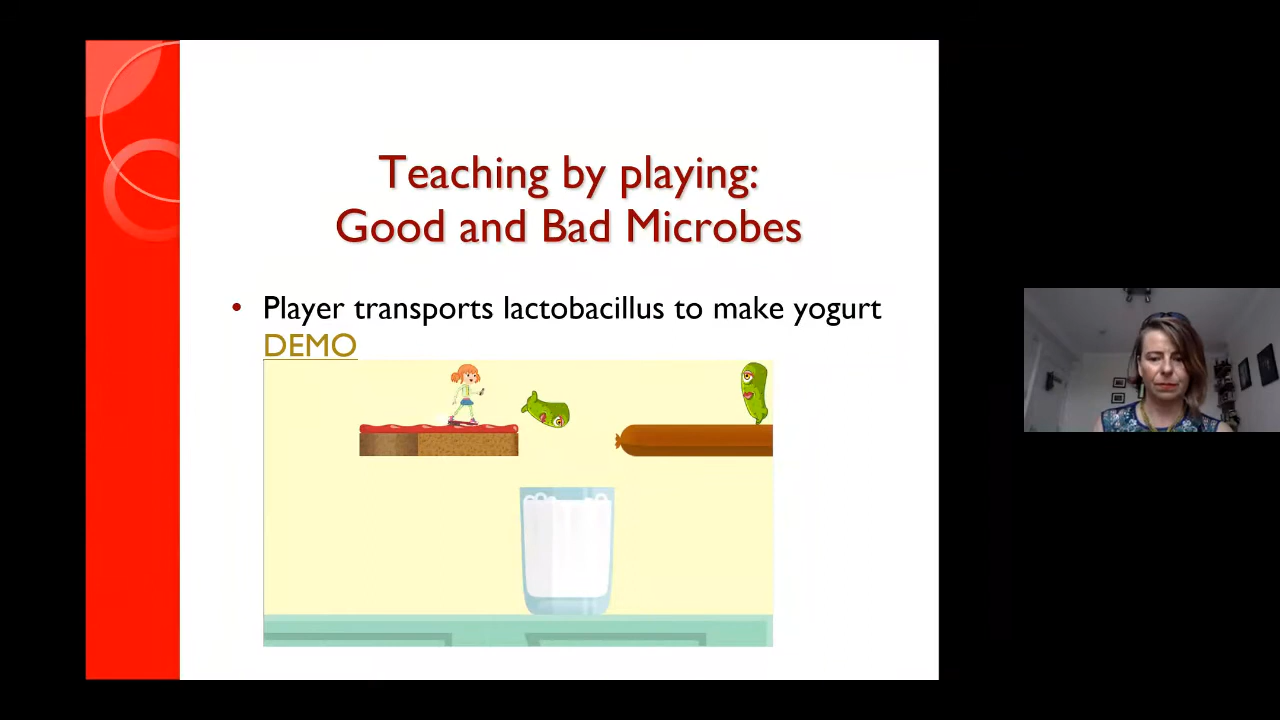 Teaching by playing:
Good and Bad Microbes
• Player transports lactobacillus to make yogurt
DEMO